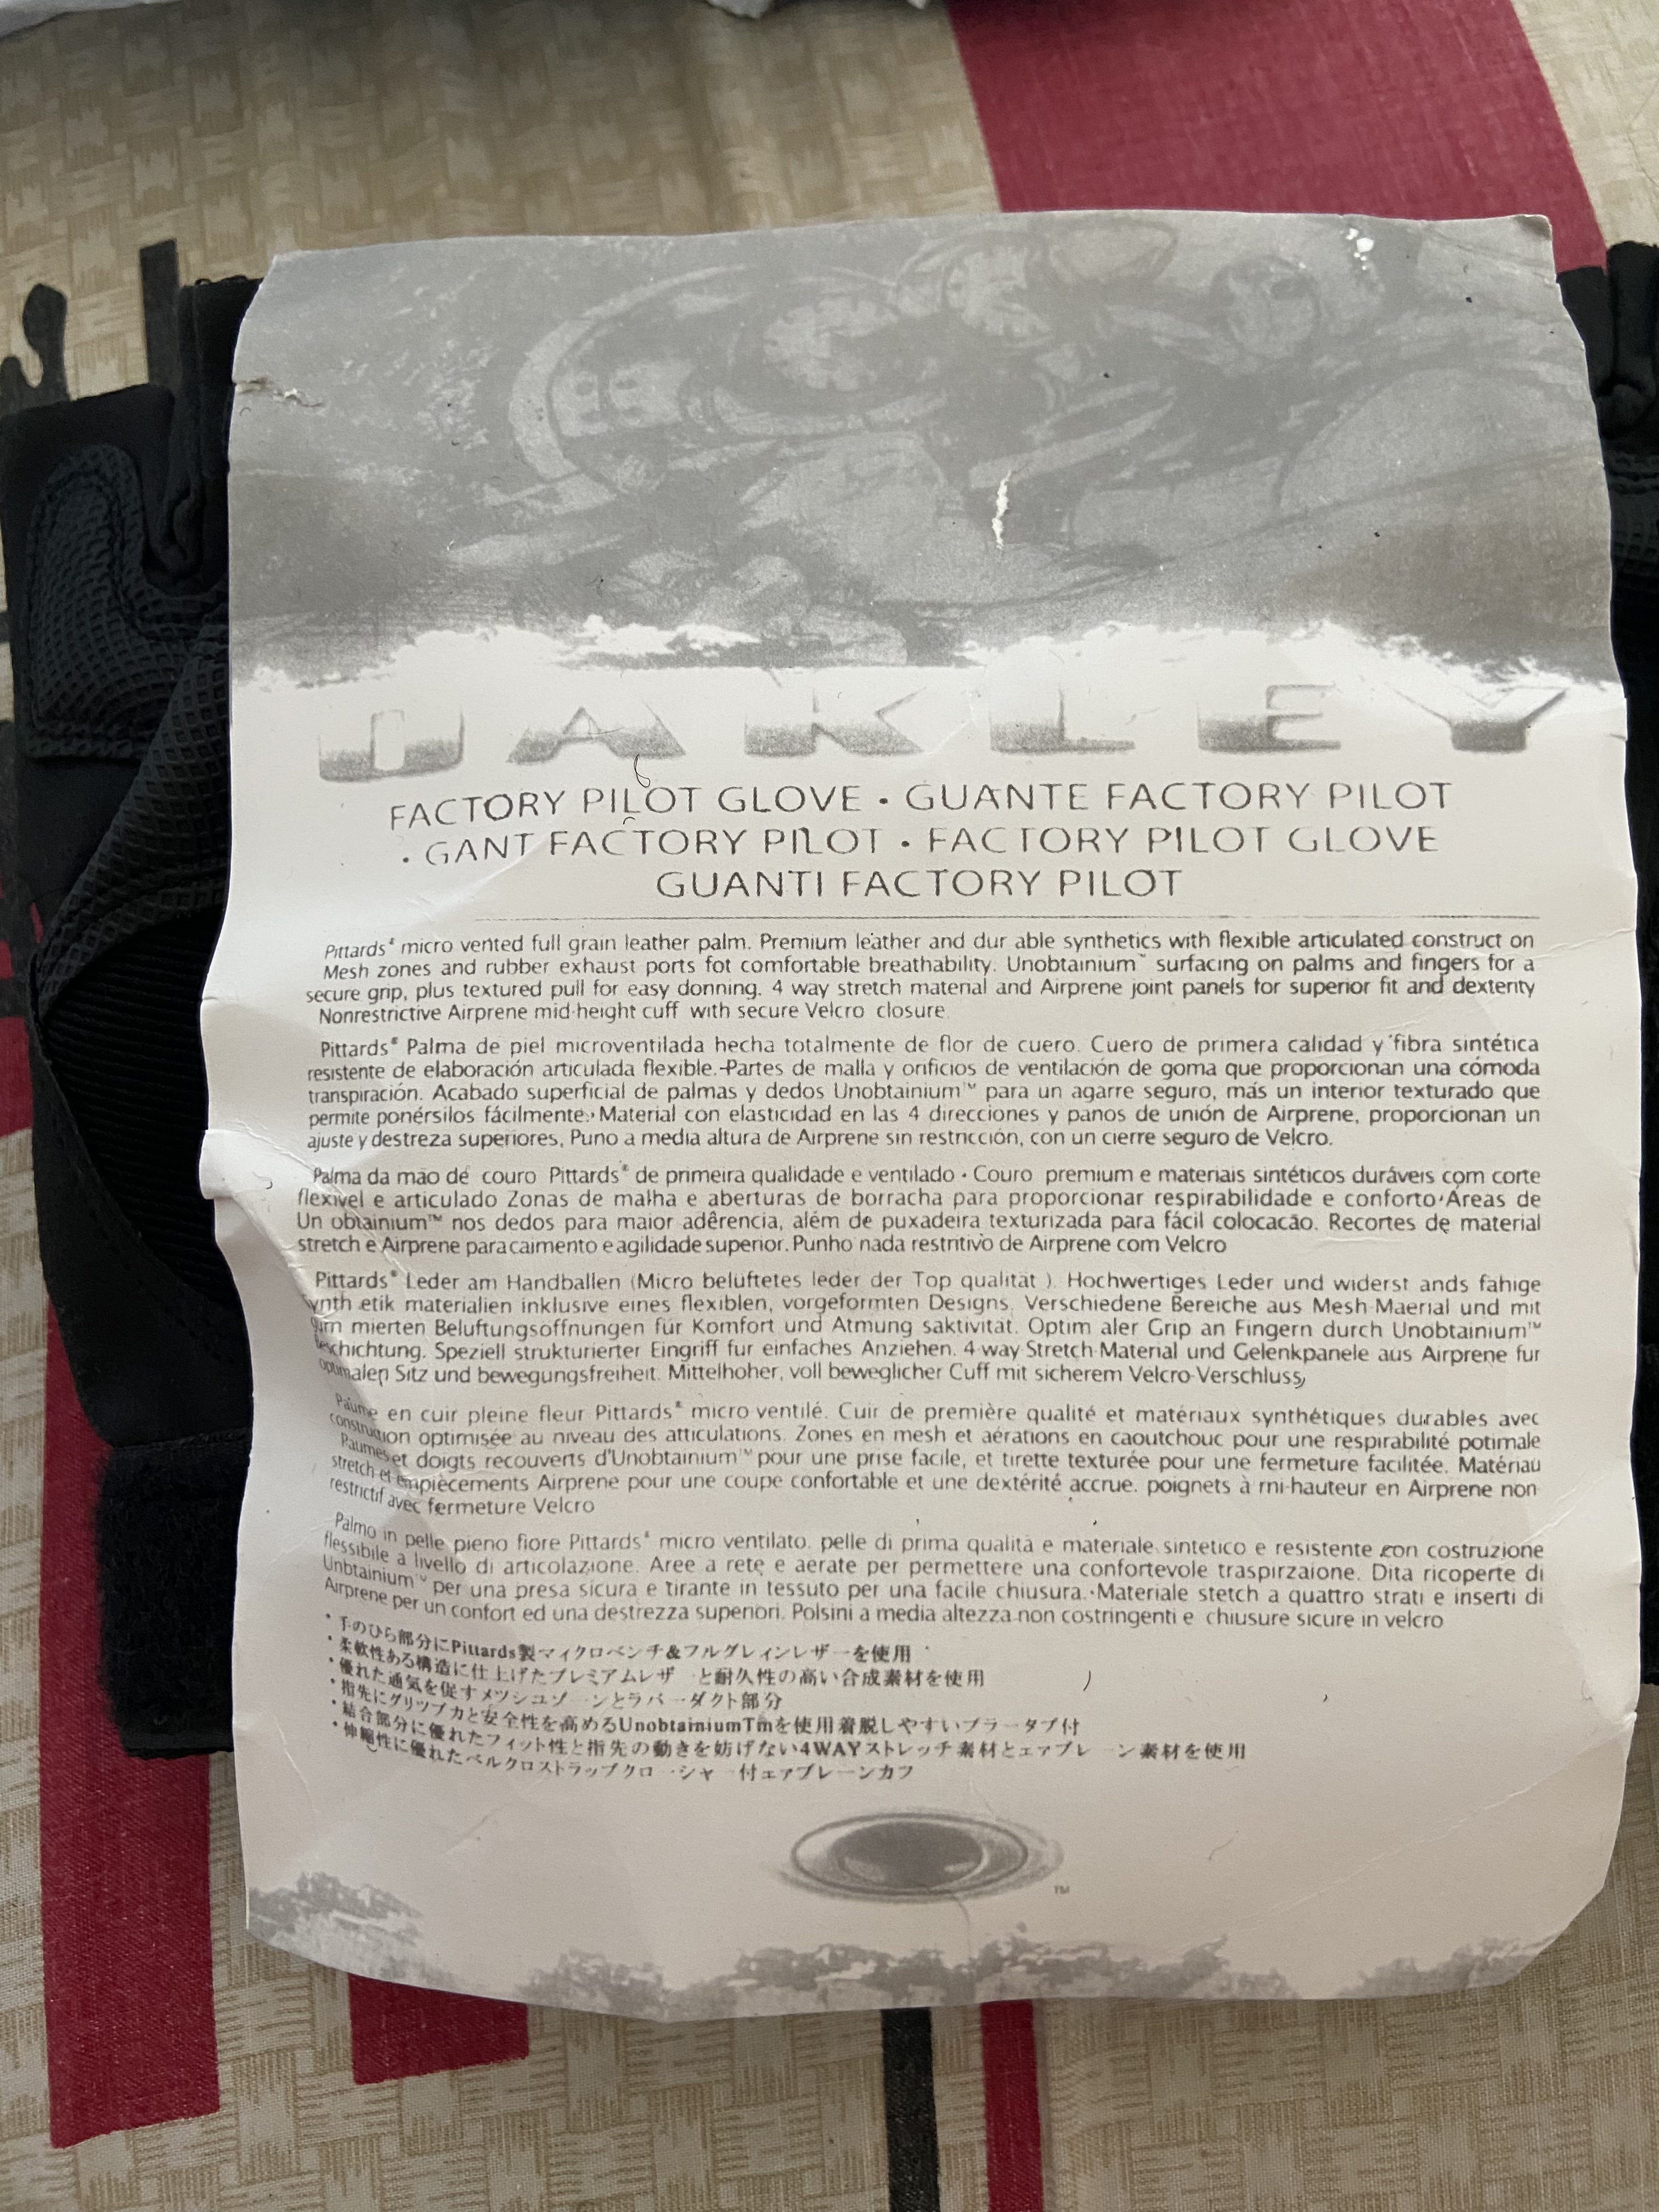 OAKLEY
FACTORY PILOT GLOVE • GUANTE FACTORY PILOT
• GANT FACTORY PILOT • FACTORY PILOT GLOVE
GUANTI FACTORY PILOT
Pittards® micro vented full grain leather palm. Premium leather and dur able synthetics with flexible articulated construct on
Mesh zones and rubber exhaust ports fot comfortable breathability. Unobtainium™ surfacing on palms and fingers for a
secure grip, plus textured pull for easy donning. 4 way stretch material and Airprene joint panels for superior fit and dexterity
Nonrestrictive Airprene mid-height cuff with secure Velcro closure.
Pittards® Palma de piel microventilada hecha totalmente de flor de cuero. Cuero de primera calidad y fibra sintética
resistente de elaboración articulada flexible.-Partes de malla y orificios de ventilación de goma que proporcionan una cómoda
transpiración. Acabado superficial de palmas y dedos Unobtainium™ para un agarre seguro, más un interior texturado que
permite ponérsilos fácilmente.·Material con elasticidad en las 4 direcciones y panos de unión de Airprene, proporcionan un
ajuste y destreza superiores, Puno a media altura de Airprene sin restricción, con un cierre seguro de Velcro.
Palma da mão de couro Pittards® de primeira qualidade e ventilado · Couro premium e materiais sintéticos duráveis com corte
flexível e articulado Zonas de malha e aberturas de borracha para proporcionar respirabilidade e conforto·Áreas de
Un obtainium™ nos dedos para maior adêrencia, além de puxadeira texturizada para fácil colocacão. Recortes de material
stretch e Airprene para caimento e agilidade superior. Punho nada restritivo de Airprene com Velcro
Pittards® Leder am Handballen (Micro belüftetes leder der Top qualitat ). Hochwertiges Leder und widerst ands fahige
Synth etik materialien inklusive eines flexiblen, vorgeformten Designs. Verschiedene Bereiche aus Mesh-Maerial und mit
mierten Beluftungsoffnungen für Komfort und Atmung saktivitat. Optim aler Grip an Fingern durch Unobtainium™
Speziell strukturierter Eingriff fur einfaches Anziehen. 4-way-Stretch-Material und Gelenkpanele aus Airprene fur
optimalen Sitz und bewegungsfreiheit. Mittelhoher, voll beweglicher Cuff mit sicherem Velcro-Verschluss,
Paume en cuir pleine fleur Pittards® micro-ventilé. Cuir de première qualité et matériaux synthétiques durables avec
construction optimisée au niveau des atticulations. Zones en mesh et aérations en caoutchouc pour une respirabilité potimale
Paumes et doigts recouverts d'Unobtainium™ pour une prise facile, et tirette texturée pour une fermeture facilitée. Matériau
stretch et empiècements Airprene pour une coupe confortable et une dextérité accrue. poignets à mi-hauteur en Airprene non
restrictif avec fermeture Velcro
Palmo in pelle pieno fiore Pittards® micro ventilato. pelle di prima qualità e materiale sintetico e resistente con costruzione
flessibile a livello di articolazione. Aree a rete e aerate per permettere una confortevole traspirzaione. Dita ricoperte di
Unbtainium™ per una presa sicura e tirante in tessuto per una facile chiusura.·Materiale stetch a quattro strati e inserti di
Airprene per un confort ed una destrezza superiori. Polsini a media altezza non costringenti e chiusure sicure in velcro
・手のひら部分にPittards製マィクロベンチ&フルグレィンレザーを使用
・柔軟性ある構造に仕上げたプレミアムレザーと耐久性の高い合成素材を使用
・優れた通気を促すメツシユゾーンとラバーダクト部分
・指先にグリツプカと安全性を高めるUnobtainiumTmを使用着脱しやすいプラータブ付
・結合部分に優れたフィット性と指先の動きを妨げない4WAYストレッチ素材とェァプレーン素材を使用
・伸縮性に優れたベルクロストラップクローシャー付ェァプレーンカフ
TM